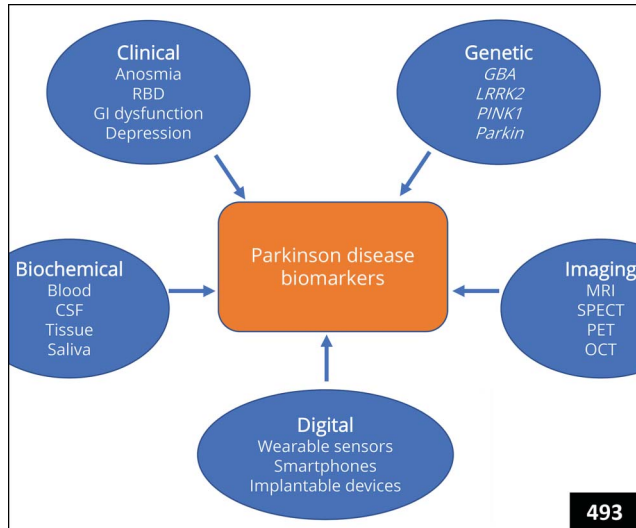 Clinical
Anosmia
RBD
GI dysfunction
Depression
Genetic
GBA
LRRK2
PINK1
Parkin
Parkinson disease
biomarkers
Biochemical
Blood
CSF
Tissue
Saliva
Imaging
MRI
SPECT
PET
OCT
Digital
Wearable sensors
Smartphones
Implantable devices
493